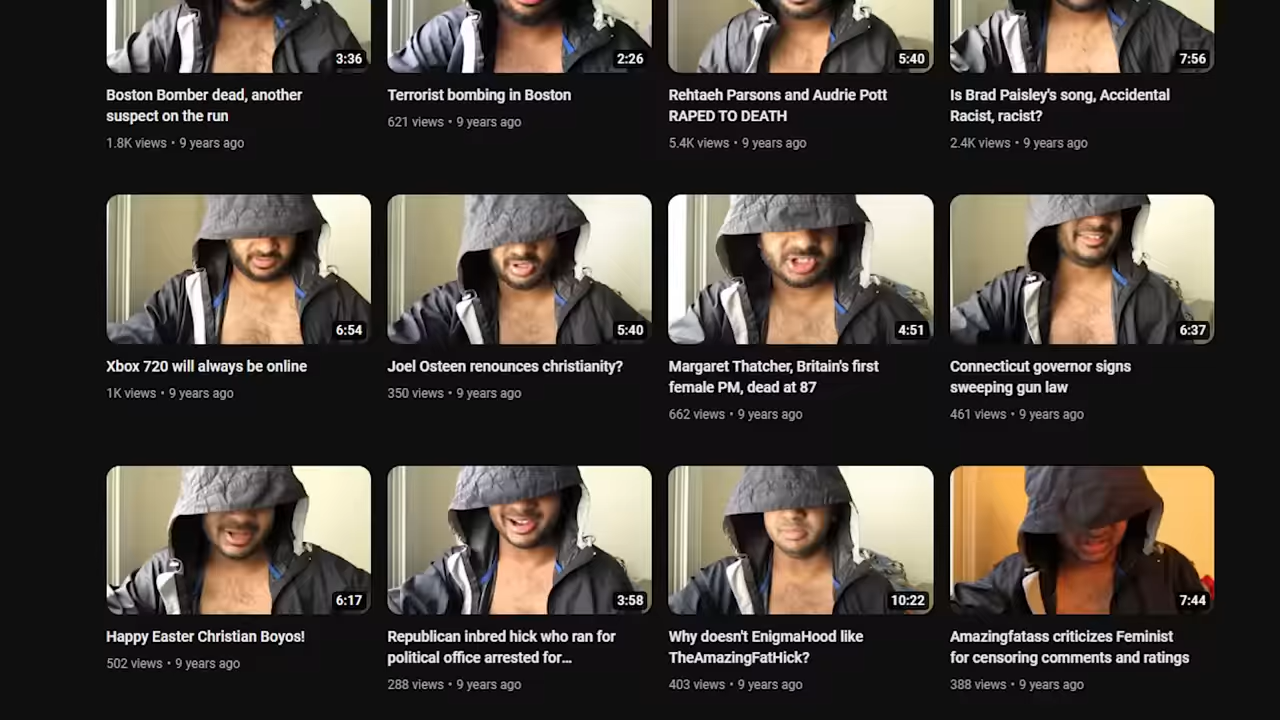 3:36
2:26
5:40
7:56
Boston Bomber dead, another
suspect on the run
1.8K views • 9 years ago
Terrorist bombing in Boston
621 views • 9 years ago
Rehtaeh Parsons and Audrie Pott
RAPED TO DEATH
5.4K views • 9 years ago
Is Brad Paisley's song, Accidental
Racist, racist?
2.4K views • 9 years ago
6:54
5:40
4:51
6:37
Xbox 720 will always be online
1K views • 9 years ago
Joel Osteen renounces christianity?
350 views • 9 years ago
Margaret Thatcher, Britain's first
female PM, dead at 87
662 views • 9 years ago
Connecticut governor signs
sweeping gun law
461 views • 9 years ago
6:17
3:58
10:22
7:44
Happy Easter Christian Boyos!
502 views • 9 years ago
Republican inbred hick who ran for
political office arrested for...
288 views • 9 years ago
Why doesn't EnigmaHood like
TheAmazingFatHick?
403 views • 9 years ago
Amazingfatass criticizes Feminist
for censoring comments and ratings
388 views • 9 years ago